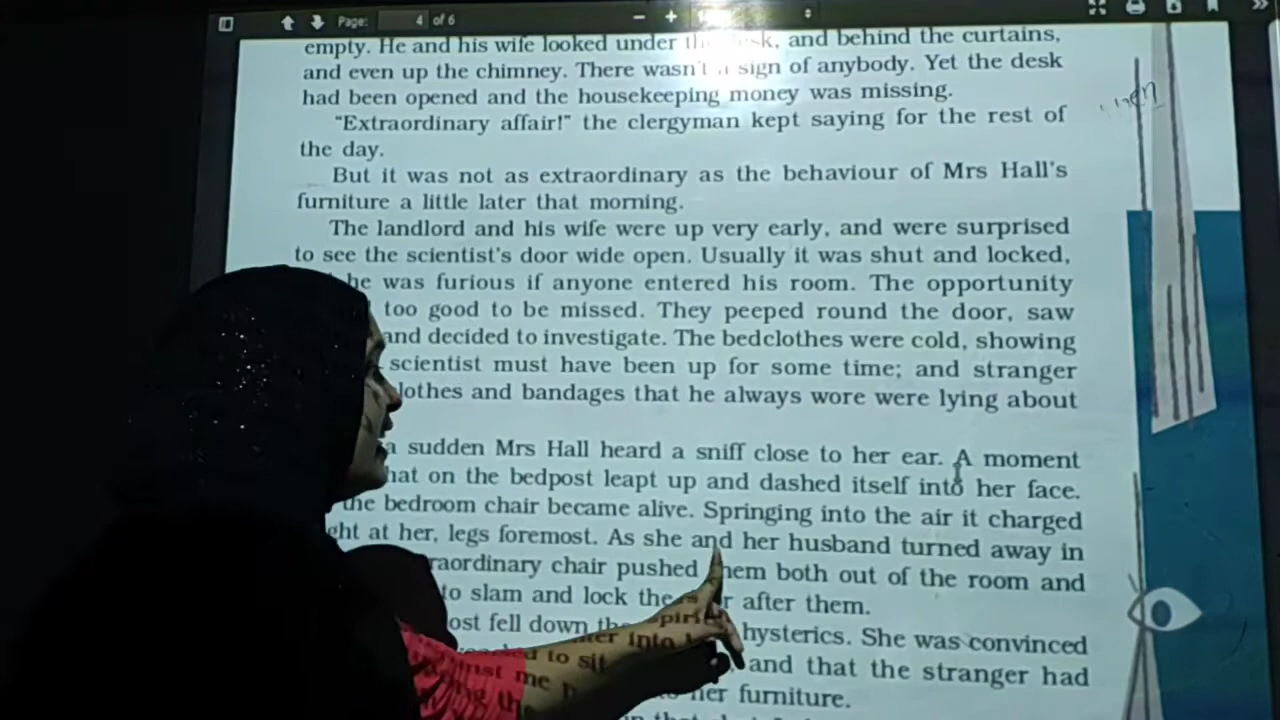 Page: 4 of 6
empty. He and his wife looked under and behind the curtains,
and even up the chimney. There wasn't a sign of anybody. Yet the desk
had been opened and the housekeeping money was missing.
"Extraordinary affair!" the clergyman kept saying for the rest of
the day.
But it was not as extraordinary as the behaviour of Mrs Hall's
furniture a little later that morning.
The landlord and his wife were up very early, and were surprised
to see the scientist's door wide open. Usually it was shut and locked,
he was furious if anyone entered his room. The opportunity
too good to be missed. They peeped round the door, saw
and decided to investigate. The bedclothes were cold, showing
scientist must have been up for some time; and stranger
lothes and bandages that he always wore were lying about
a sudden Mrs Hall heard a sniff close to her ear. A moment
hat on the bedpost leapt up and dashed itself into her face.
the bedroom chair became alive. Springing into the air it charged
ght at her, legs foremost. As she and her husband turned away in
raordinary chair pushed them both out of the room and
to slam and lock the after them.
ost fell down hysterics. She was convinced
and that the stranger had
her furniture.